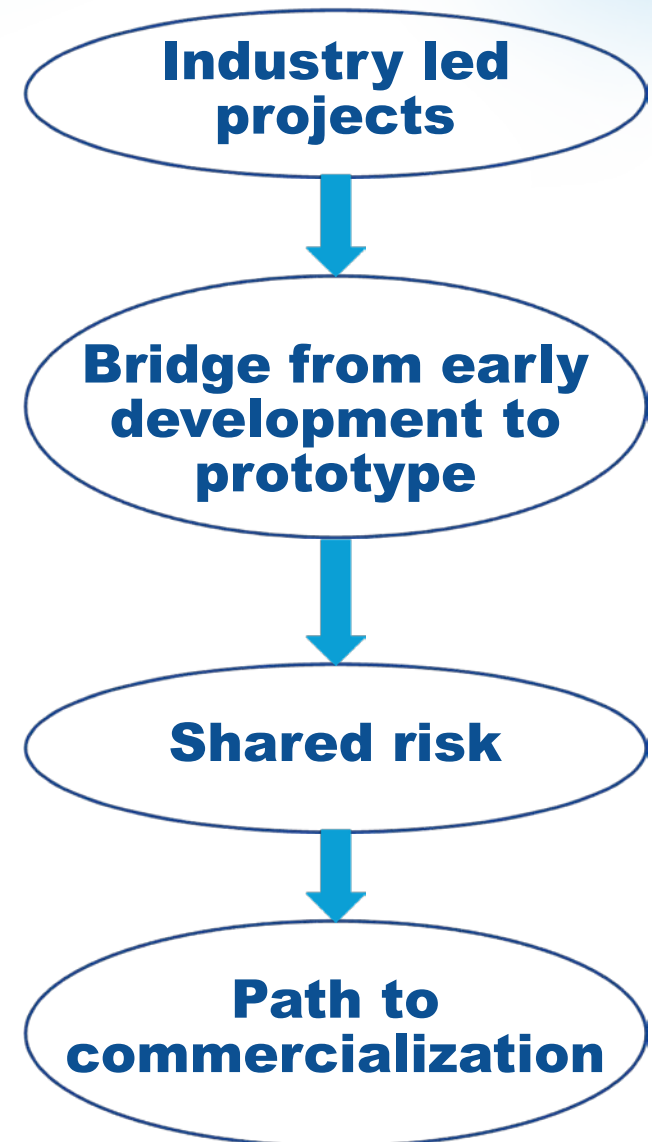 Industry led
projects
Bridge from early
development to
prototype
Shared risk
Path to
commercialization